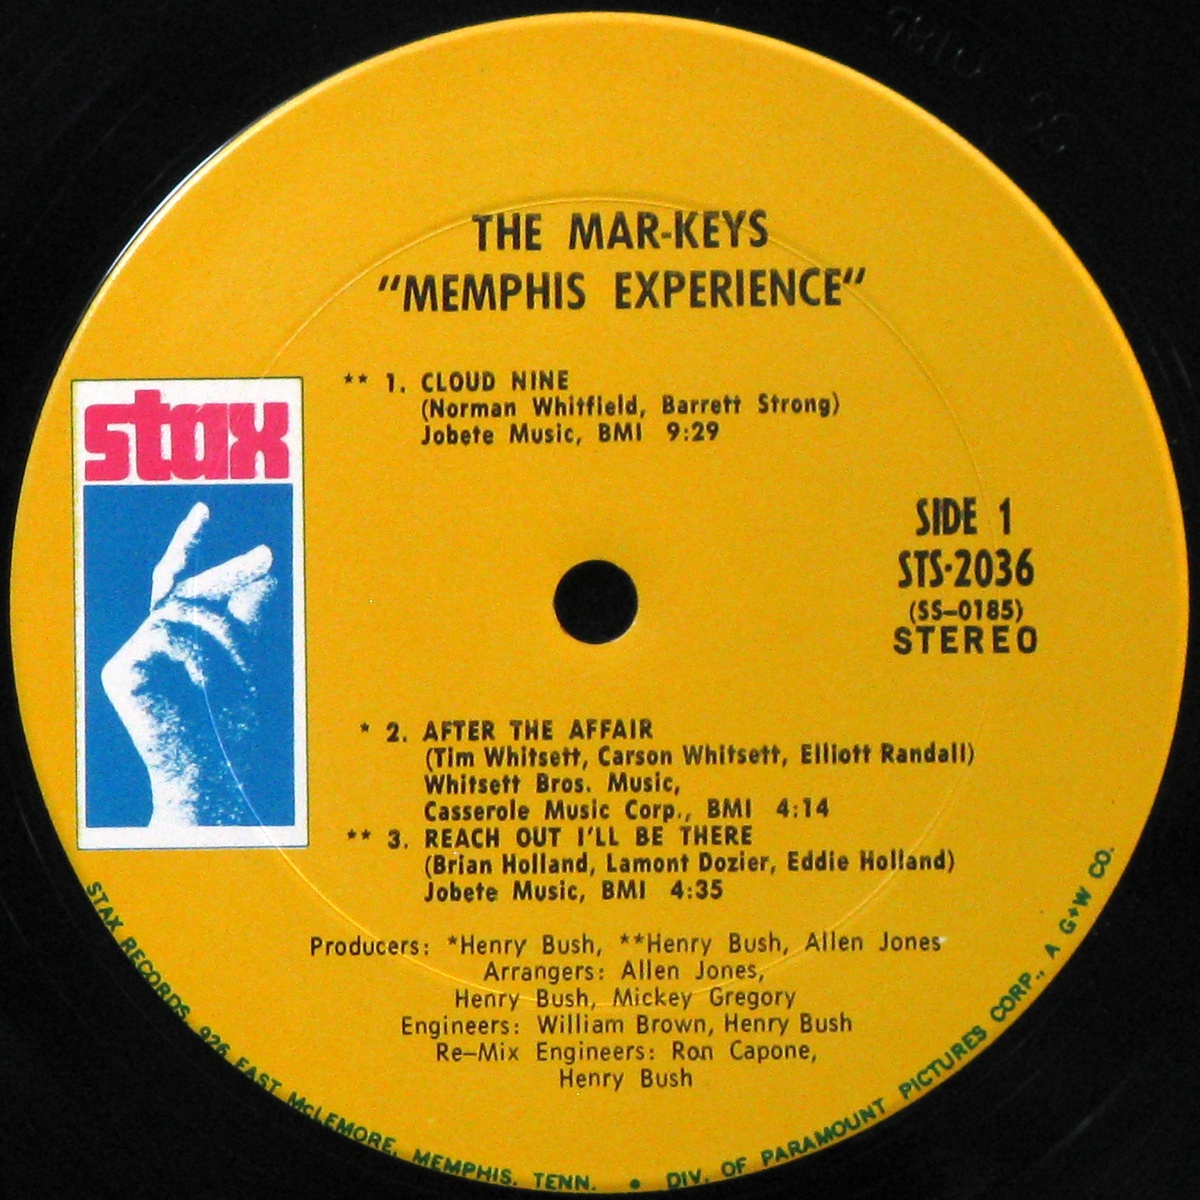 THE MAR-KEYS
"MEMPHIS EXPERIENCE"
** 1. CLOUD NINE
(Norman Whitfield, Barrett Strong)
Jobete Music, BMI 9:29
stax
SIDE 1
STS·2036
(SS-0185)
STEREO
* 2. AFTER THE AFFAIR
(Tim Whitsett, Carson Whitsett, Elliott Randall)
Whitsett Bros. Music,
Casserole Music Corp., BMI 4:14
** 3. REACH OUT I'LL BE THERE
(Brian Holland, Lamont Dozier, Eddie Holland)
Jobete Music, BMI 4:35
Producers: *Henry Bush, **Henry Bush, Allen Jones
Arrangers: Allen Jones,
Henry Bush, Mickey Gregory
Engineers: William Brown, Henry Bush
Re-Mix Engineers: Ron Capone,
Henry Bush
STAX RECORDS, 926 EAST McLEMORE, MEMPHIS, TENN. • DIV. OF PARAMOUNT PICTURES CORP., A G+W CO.